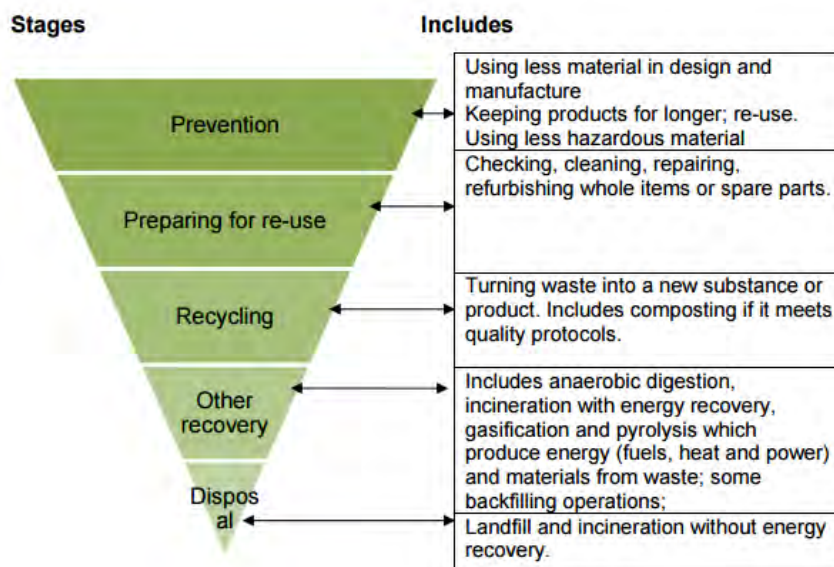 Stages
Includes
Prevention
Using less material in design and
manufacture
Keeping products for longer; re-use.
Using less hazardous material
Preparing for re-use
Checking, cleaning, repairing,
refurbishing whole items or spare parts.
Recycling
Turning waste into a new substance or
product. Includes composting if it meets
quality protocols.
Other
recovery
Includes anaerobic digestion,
incineration with energy recovery,
gasification and pyrolysis which
produce energy (fuels, heat and power)
and materials from waste; some
backfilling operations;
Dispos
al
Landfill and incineration without energy
recovery.